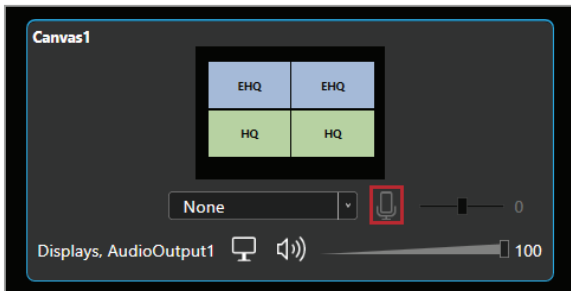 Canvas1
EHQ EHQ
HQ HQ
None 0
Displays, AudioOutput1 100